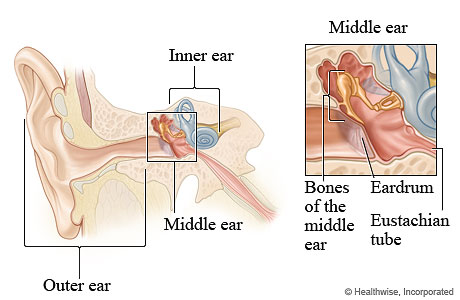 Inner ear
Middle ear
Outer ear
Middle ear
Bones
of the
middle
ear
Eardrum
Eustachian
tube
© Healthwise, Incorporated